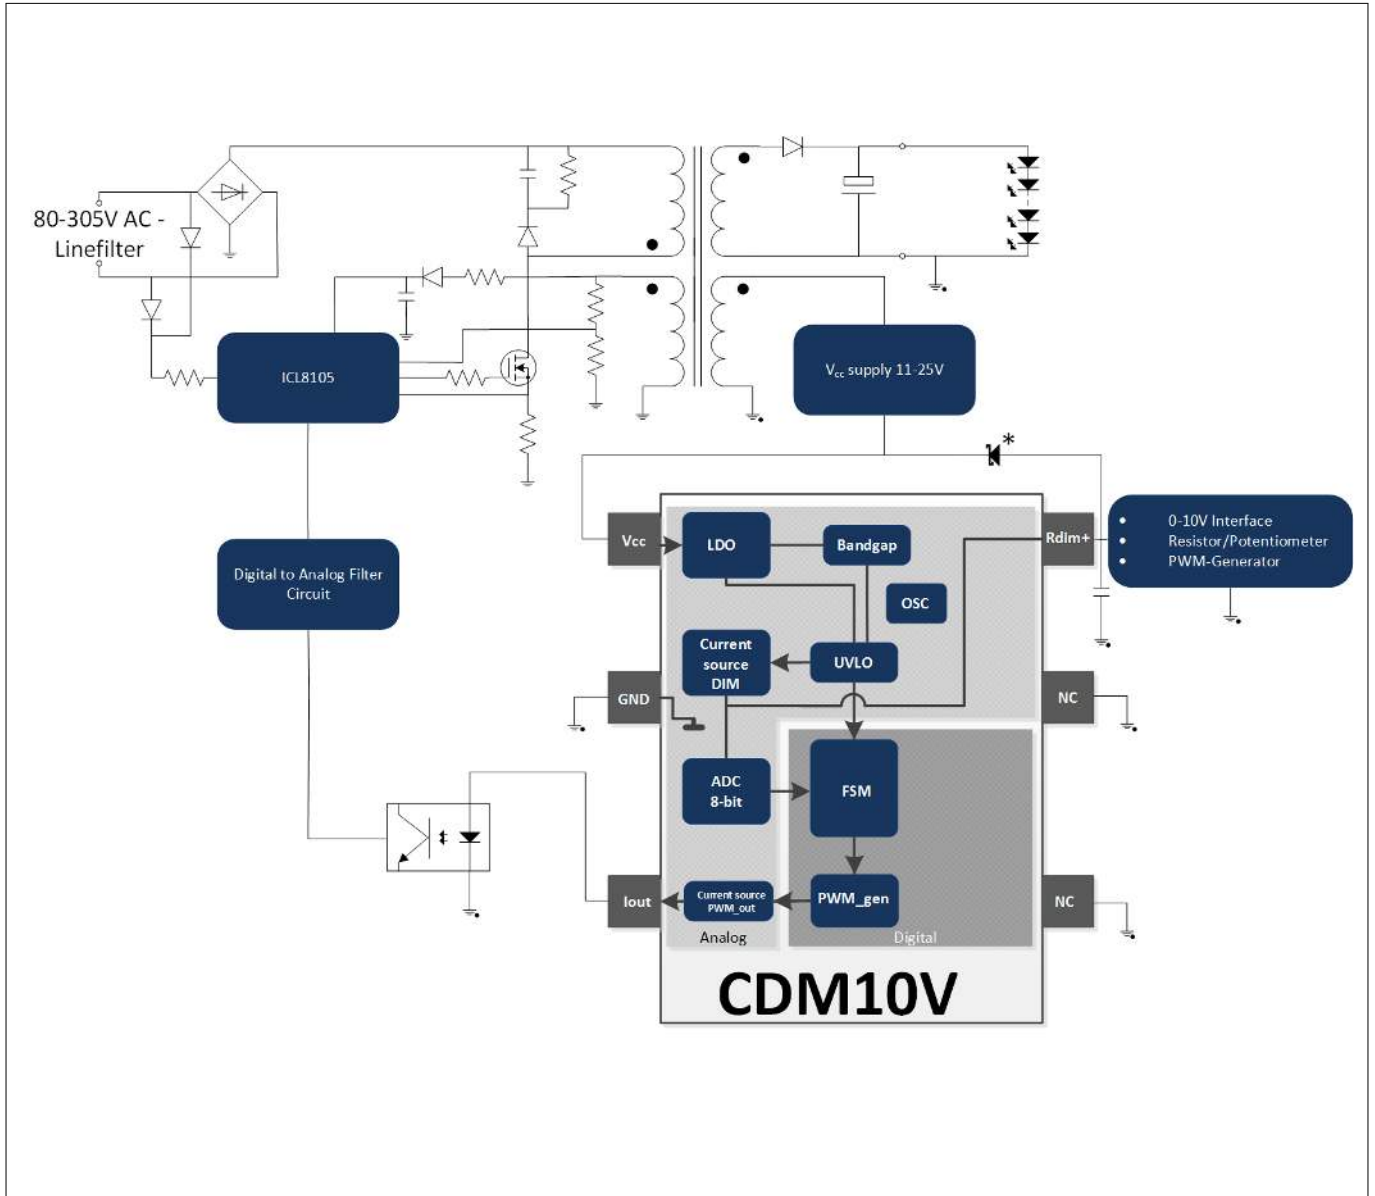 80-305V AC -
Linefilter
ICL8105
Vcc supply 11-25V
*
Digital to Analog Filter
Circuit
Vcc
LDO
Bandgap
OSC
Rdim+
• 0-10V Interface
• Resistor/Potentiometer
• PWM-Generator
Current
source
DIM
UVLO
GND
NC
ADC
8-bit
FSM
Iout
Current source
PWM_out
PWM_gen
NC
Analog
Digital
CDM10V